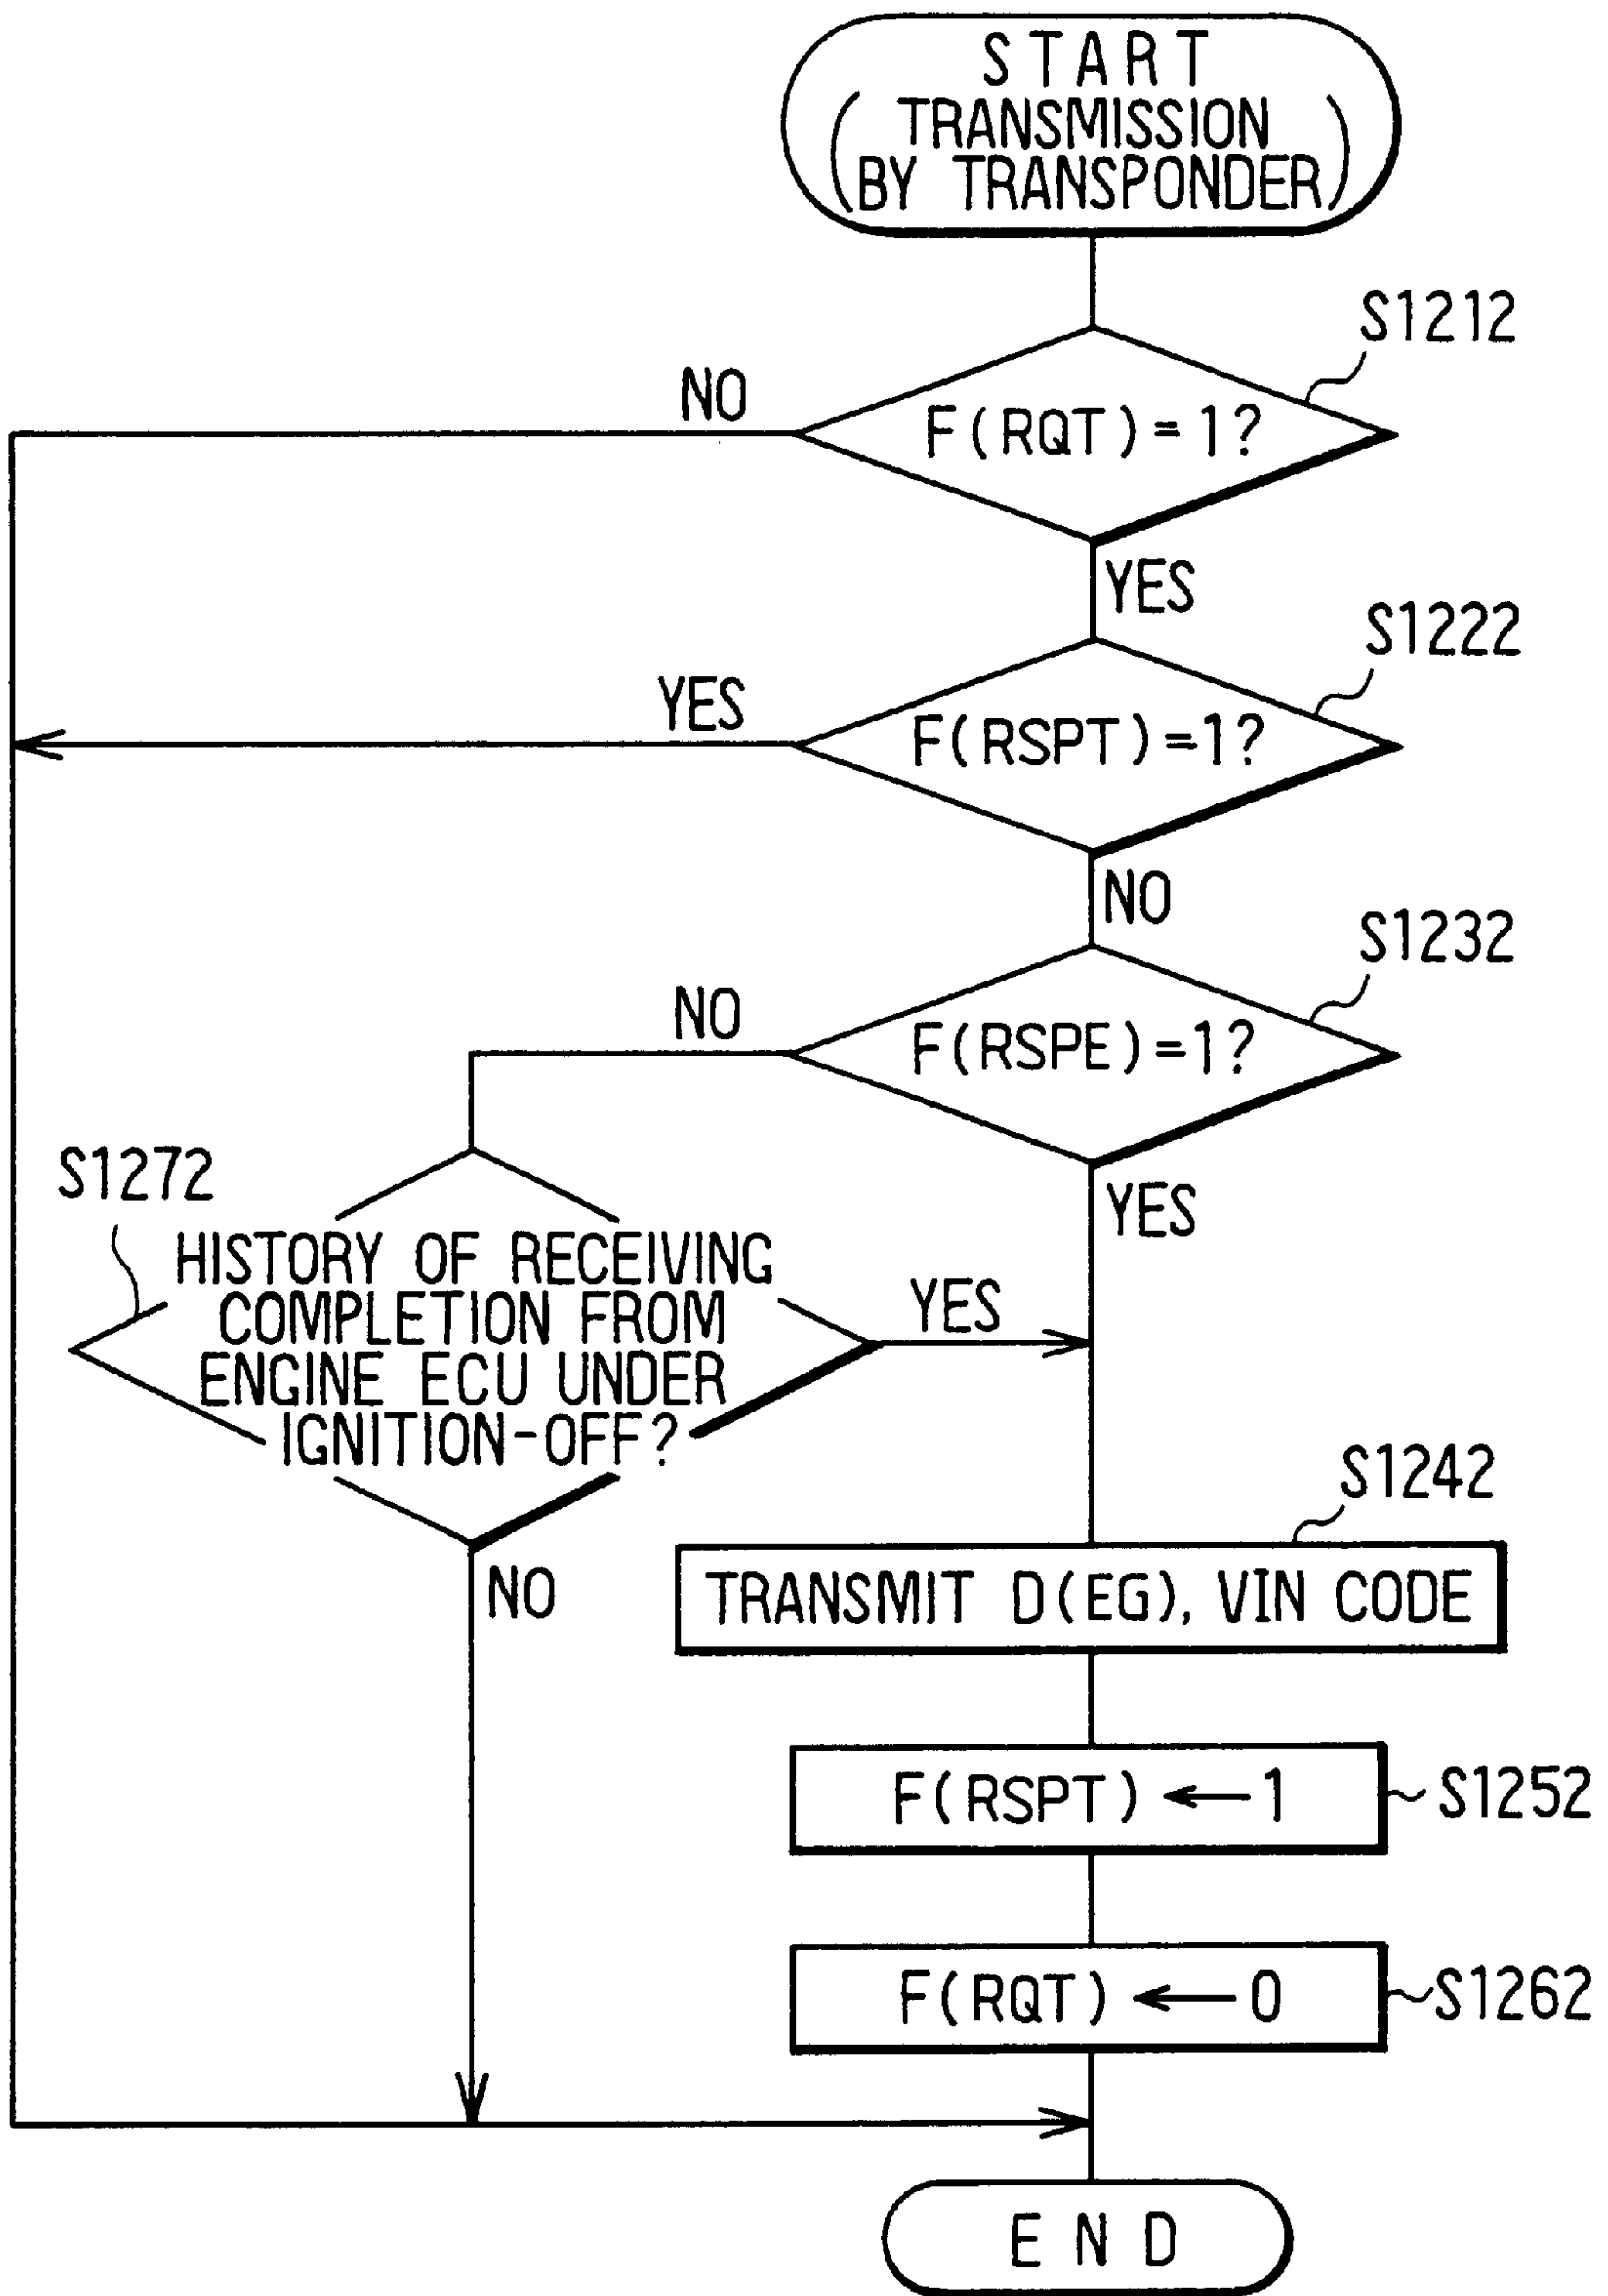 START
(TRANSMISSION
BY TRANSPONDER)
S1212
NO
F(RQT)=1?
YES
S1222
YES
F(RSPT)=1?
NO
S1232
NO
F(RSPE)=1?
YES
S1272
HISTORY OF RECEIVING
COMPLETION FROM
ENGINE ECU UNDER
IGNITION-OFF?
YES
NO
S1242
TRANSMIT D(EG), VIN CODE
F(RSPT) ← 1
S1252
F(RQT) ← 0
S1262
END